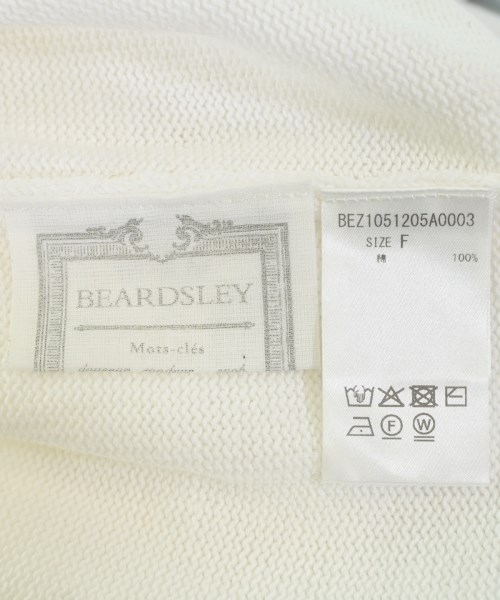 BEARDSLEY
Mots-clés
BEZ1051205A0003
SIZE F
綿 100%
F W